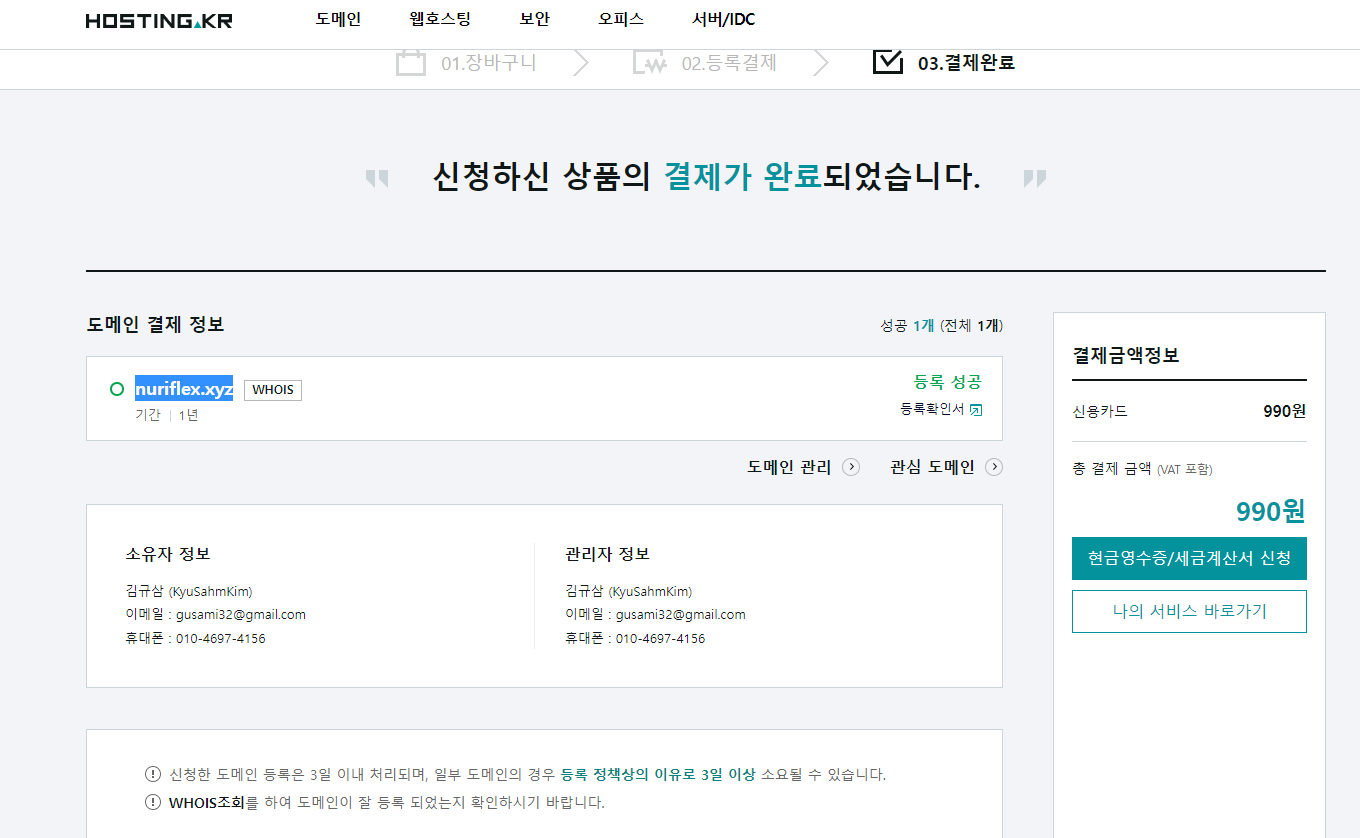 HOSTING.KR 도메인 웹호스팅 보안 오피스 서버/IDC
01.장바구니 02.등록결제 03.결제완료
신청하신 상품의 결제가 완료되었습니다.
도메인 결제 정보 성공 1개 (전체 1개)
nuriflex.xyz WHOIS 등록 성공
기간 | 1년 등록확인서
도메인 관리 관심 도메인
소유자 정보
김규삼 (KyuSahmKim)
이메일 : gusami32@gmail.com
휴대폰 : 010-4697-4156
관리자 정보
김규삼 (KyuSahmKim)
이메일 : gusami32@gmail.com
휴대폰 : 010-4697-4156
신청한 도메인 등록은 3일 이내 처리되며, 일부 도메인의 경우 등록 정책상의 이유로 3일 이상 소요될 수 있습니다.
WHOIS조회를 하여 도메인이 잘 등록 되었는지 확인하시기 바랍니다.
결제금액정보
신용카드 990원
총 결제 금액 (VAT 포함)
990원
현금영수증/세금계산서 신청
나의 서비스 바로가기